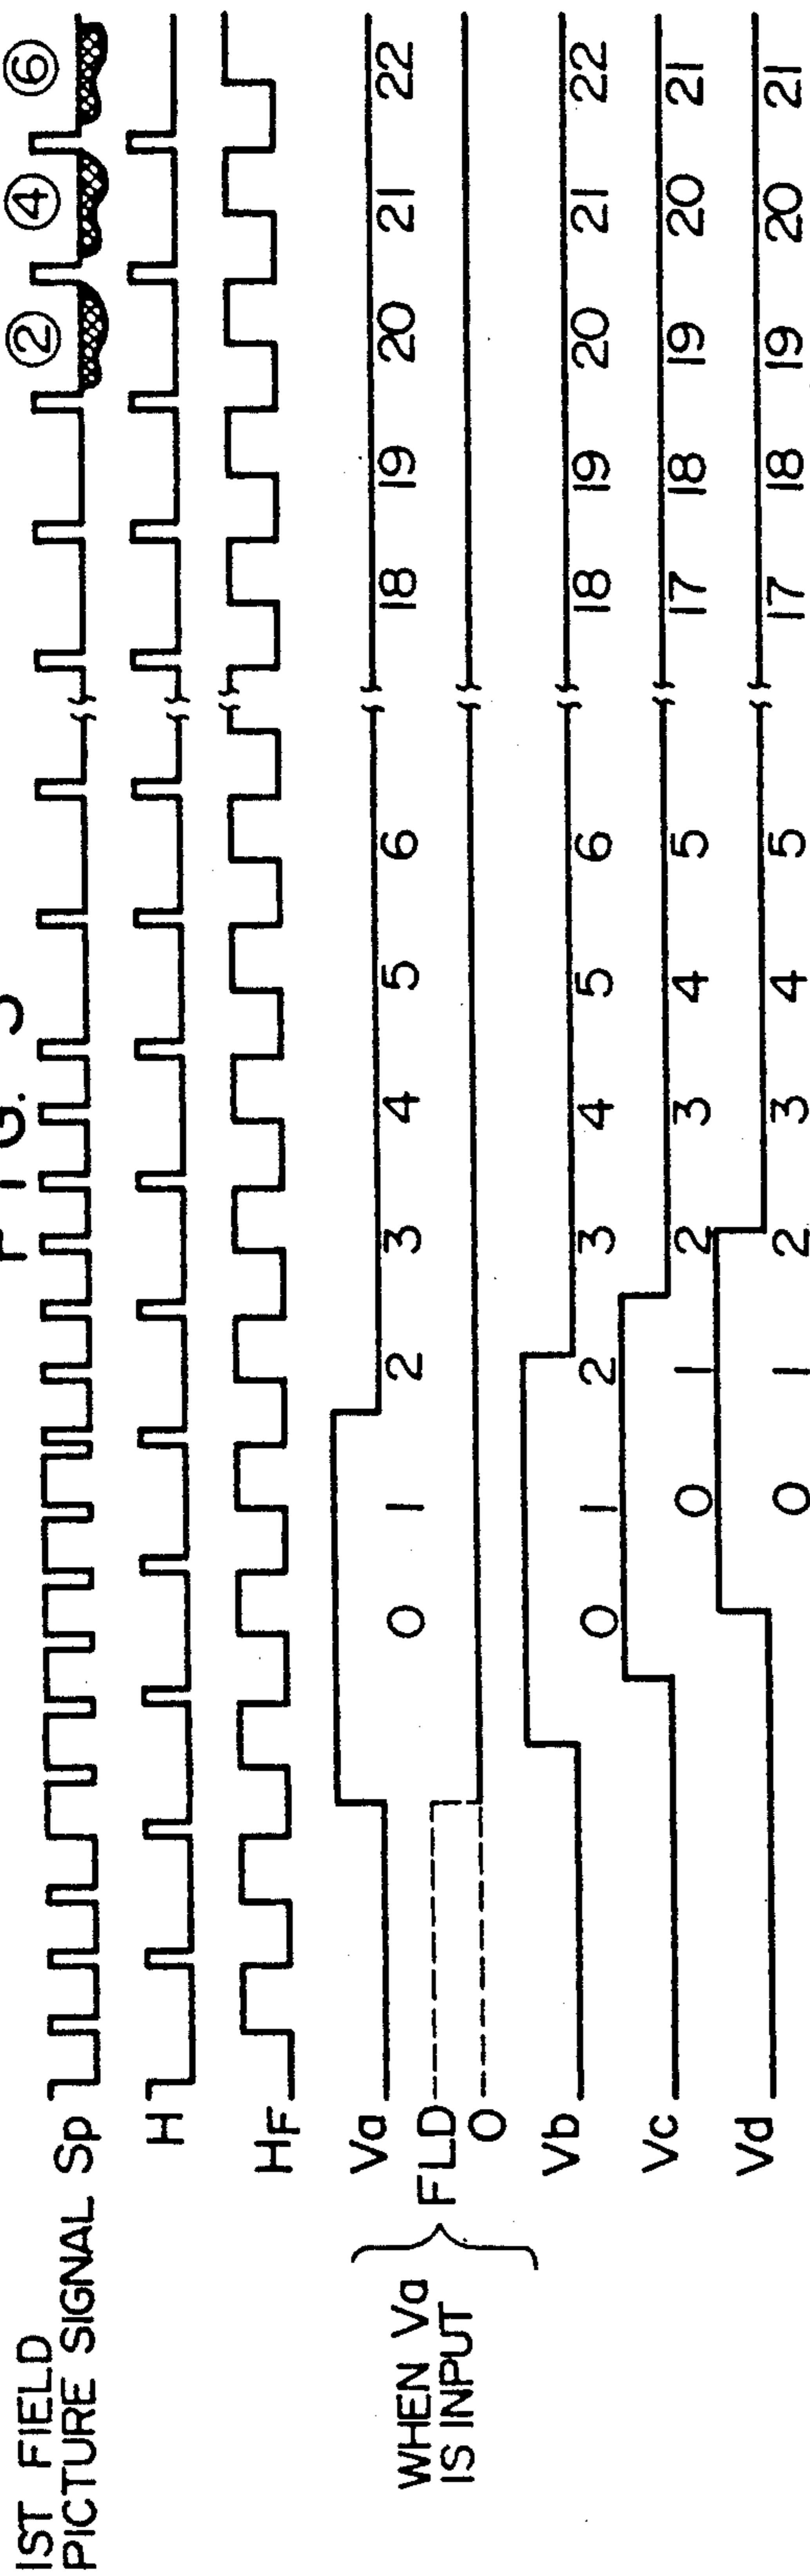 FIG.
1ST FIELD
PICTURE SIGNAL Sp ② ④ ⑥
H
HF
Va
0 1 2 3 4 5 6 18 19 20 21 22
WHEN Va
IS INPUT
FLD
0
Vb
0 1 2 3 4 5 6 18 19 20 21 22
Vc
0 1 2 3 4 5 17 18 19 20 21
Vd
0 1 2 3 4 5 17 18 19 20 21